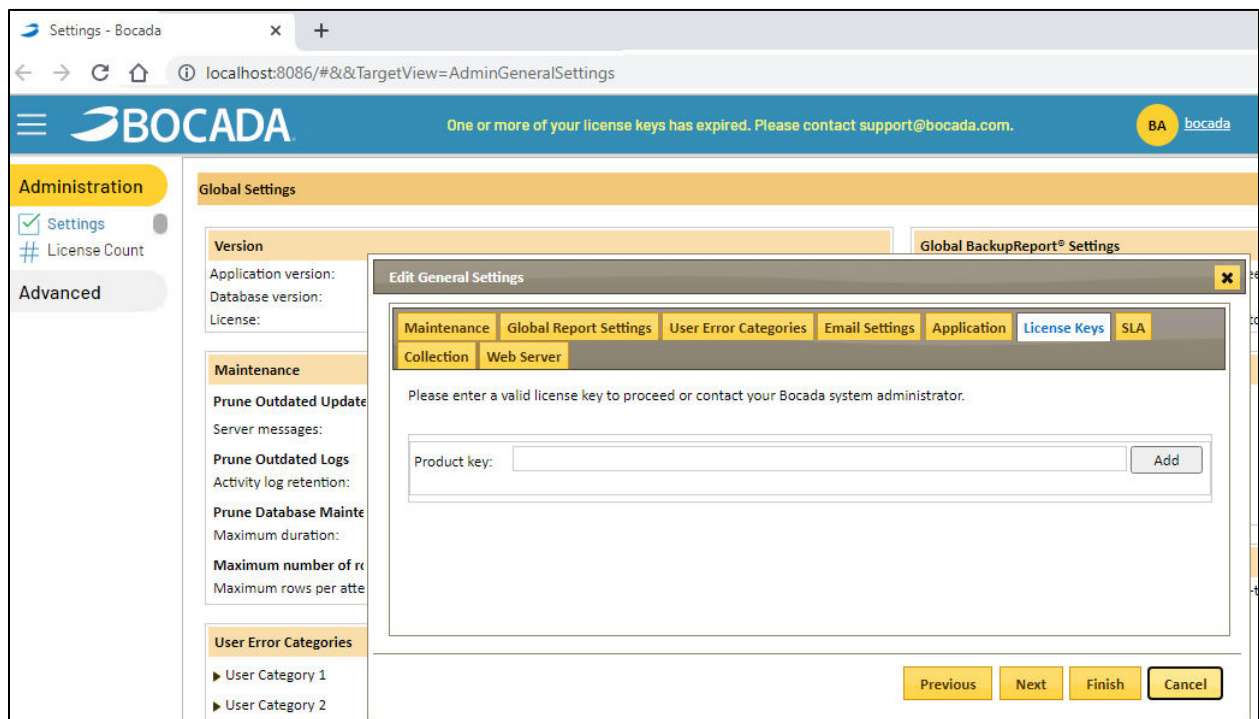 Settings - Bocada
localhost:8086/#&&TargetView=AdminGeneralSettings
BOCADA
One or more of your license keys has expired. Please contact support@bocada.com.
BA bocada
Administration
Settings
License Count
Advanced
Global Settings
Version
Application version:
Database version:
License:
Maintenance
Prune Outdated Update
Server messages:
Prune Outdated Logs
Activity log retention:
Prune Database Mainte
Maximum duration:
Maximum number of
Maximum rows per atte
User Error Categories
User Category 1
User Category 2
Global BackupReport® Settings
Edit General Settings
Maintenance Global Report Settings User Error Categories Email Settings Application License Keys SLA
Collection Web Server
Please enter a valid license key to proceed or contact your Bocada system administrator.
Product key: Add
Previous Next Finish Cancel